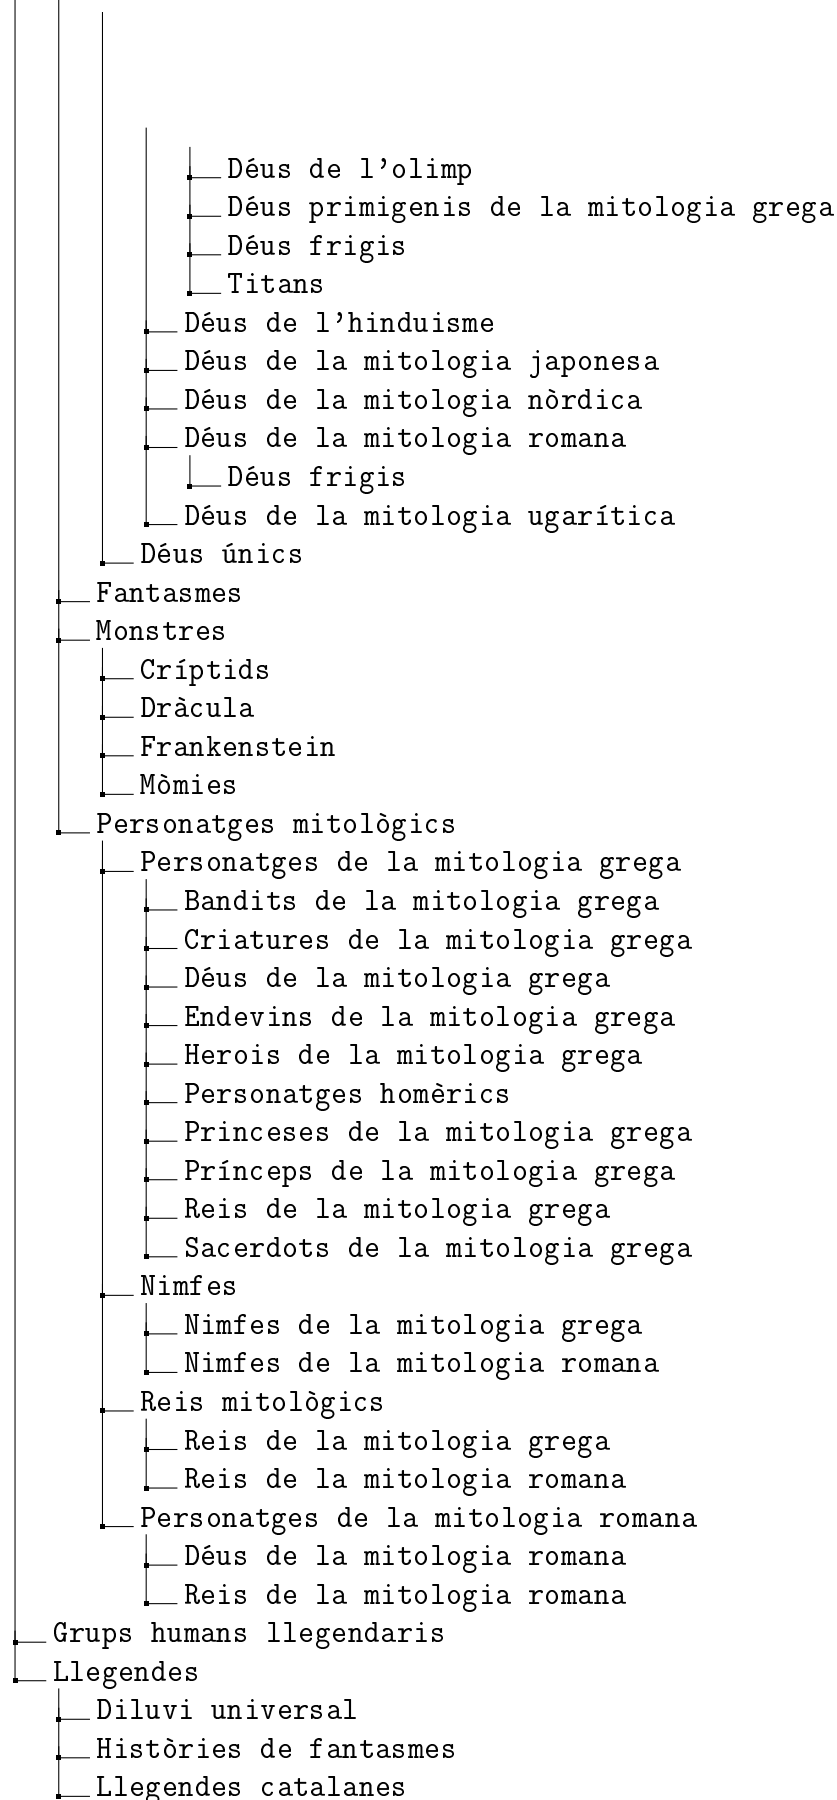 Déus de l'olimp
Déus primigenis de la mitologia grega
Déus frigis
Titans
Déus de l'hinduisme
Déus de la mitologia japonesa
Déus de la mitologia nòrdica
Déus de la mitologia romana
Déus frigis
Déus de la mitologia ugarítica
Déus únics
Fantasmes
Monstres
Críptids
Dràcula
Frankenstein
Mòmies
Personatges mitològics
Personatges de la mitologia grega
Bandits de la mitologia grega
Criatures de la mitologia grega
Déus de la mitologia grega
Endevins de la mitologia grega
Herois de la mitologia grega
Personatges homèrics
Princeses de la mitologia grega
Prínceps de la mitologia grega
Reis de la mitologia grega
Sacerdots de la mitologia grega
Nimfes
Nimfes de la mitologia grega
Nimfes de la mitologia romana
Reis mitològics
Reis de la mitologia grega
Reis de la mitologia romana
Personatges de la mitologia romana
Déus de la mitologia romana
Reis de la mitologia romana
Grups humans llegendaris
Llegendes
Diluvi universal
Històries de fantasmes
Llegendes catalanes